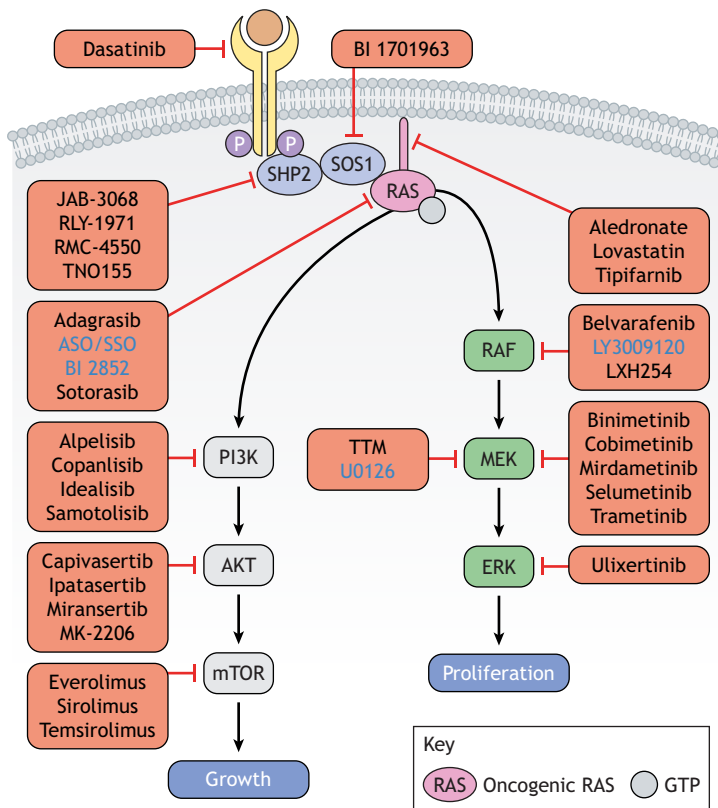 Dasatinib
BI 1701963
P
P
SHP2
SOS1
RAS
JAB-3068
RLY-1971
RMC-4550
TNO155
Aledronate
Lovastatin
Tipifarnib
Adagrasib
ASO/SSO
BI 2852
Sotorasib
RAF
Belvarafenib
LY3009120
LXH254
Alpelisib
Copanlisib
Idealisib
Samotolisib
PI3K
TTM
U0126
MEK
Binimetinib
Cobimetinib
Mirdametinib
Selumetinib
Trametinib
Capivasertib
Ipatasertib
Miransertib
MK-2206
AKT
ERK
Ulixertinib
Everolimus
Sirolimus
Temsirolimus
mTOR
Proliferation
Growth
Key
RAS Oncogenic RAS GTP